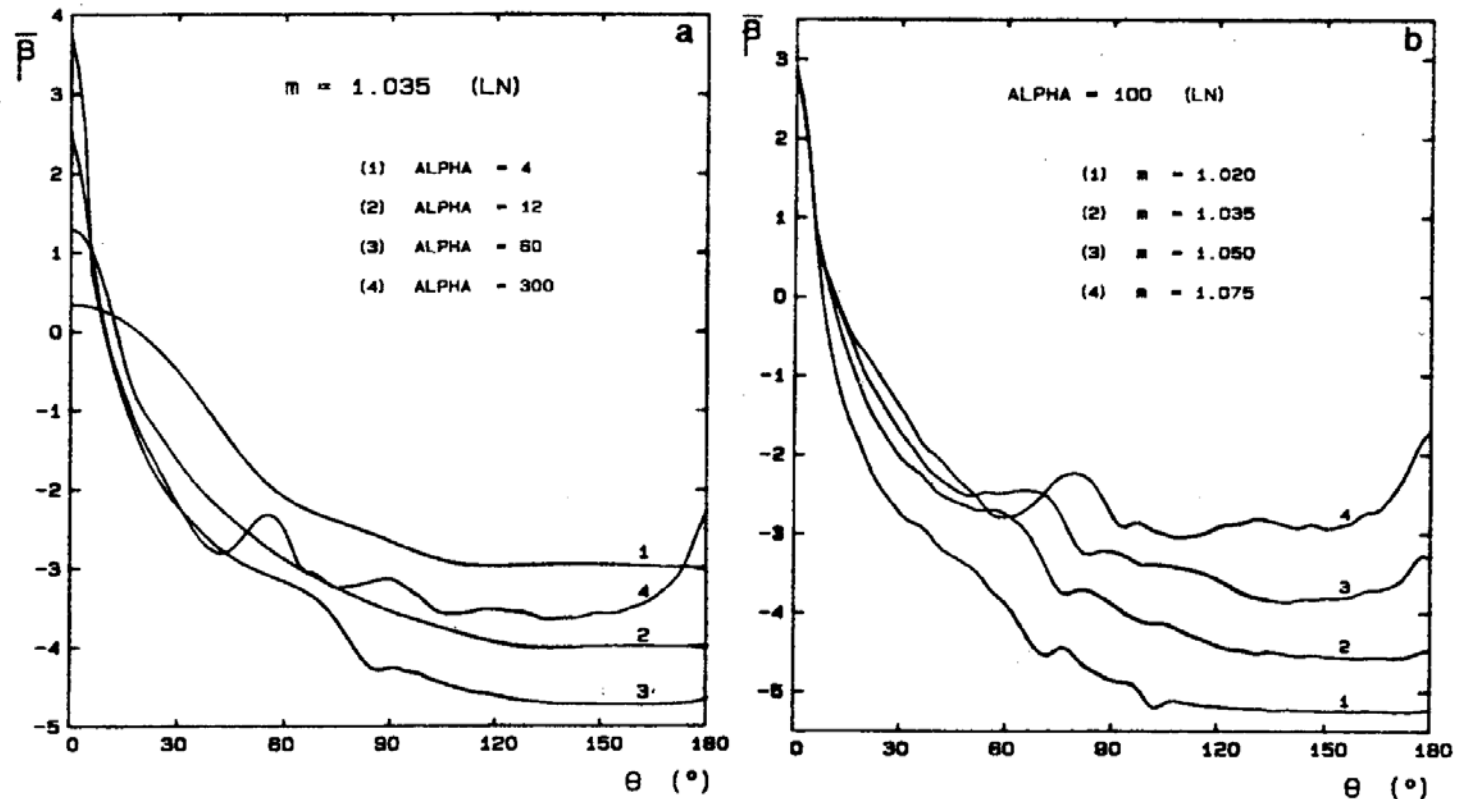 a
β̅
m = 1.035 (LN)
(1) ALPHA = 4
(2) ALPHA = 12
(3) ALPHA = 60
(4) ALPHA = 300
4
3
2
1
0
-1
-2
-3
-4
-5
1
4
2
3
0 30 60 90 120 150 180
θ (°)
b
β̅
ALPHA = 100 (LN)
(1) m = 1.020
(2) m = 1.035
(3) m = 1.050
(4) m = 1.075
3
2
1
0
-1
-2
-3
-4
-5
4
3
2
1
0 30 60 90 120 150 180
θ (°)